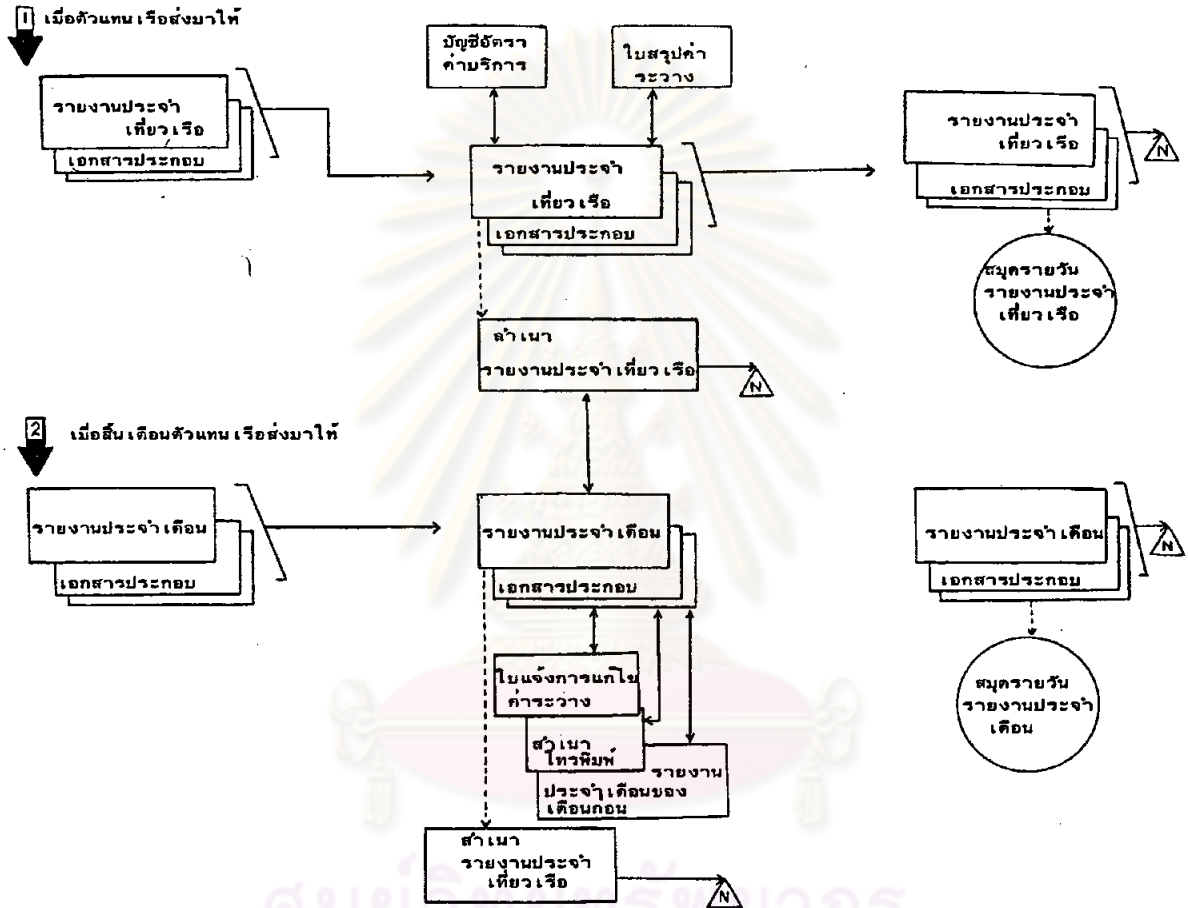 1 เมื่อตัวแทนเรือส่งมาให้
บัญชีอัตรา
ค่าบริการ
ใบสรุปค่า
ระวาง
รายงานประจำ
เที่ยวเรือ
เอกสารประกอบ
รายงานประจำ
เที่ยวเรือ
เอกสารประกอบ
รายงานประจำ
เที่ยวเรือ
เอกสารประกอบ
N
สมุดรายวัน
รายงานประจำ
เที่ยวเรือ
สำเนา
รายงานประจำเที่ยวเรือ
N
2 เมื่อสิ้นเดือนตัวแทนเรือส่งมาให้
รายงานประจำเดือน
เอกสารประกอบ
รายงานประจำเดือน
เอกสารประกอบ
รายงานประจำเดือน
เอกสารประกอบ
N
ใบแจ้งการแก้ไข
ค่าระวาง
สำเนา
โทรพิมพ์
รายงาน
ประจำเดือนของ
เดือนก่อน
สมุดรายวัน
รายงานประจำ
เดือน
สำเนา
รายงานประจำ
เที่ยวเรือ
N
ศูนย์วิทยทรัพยากร